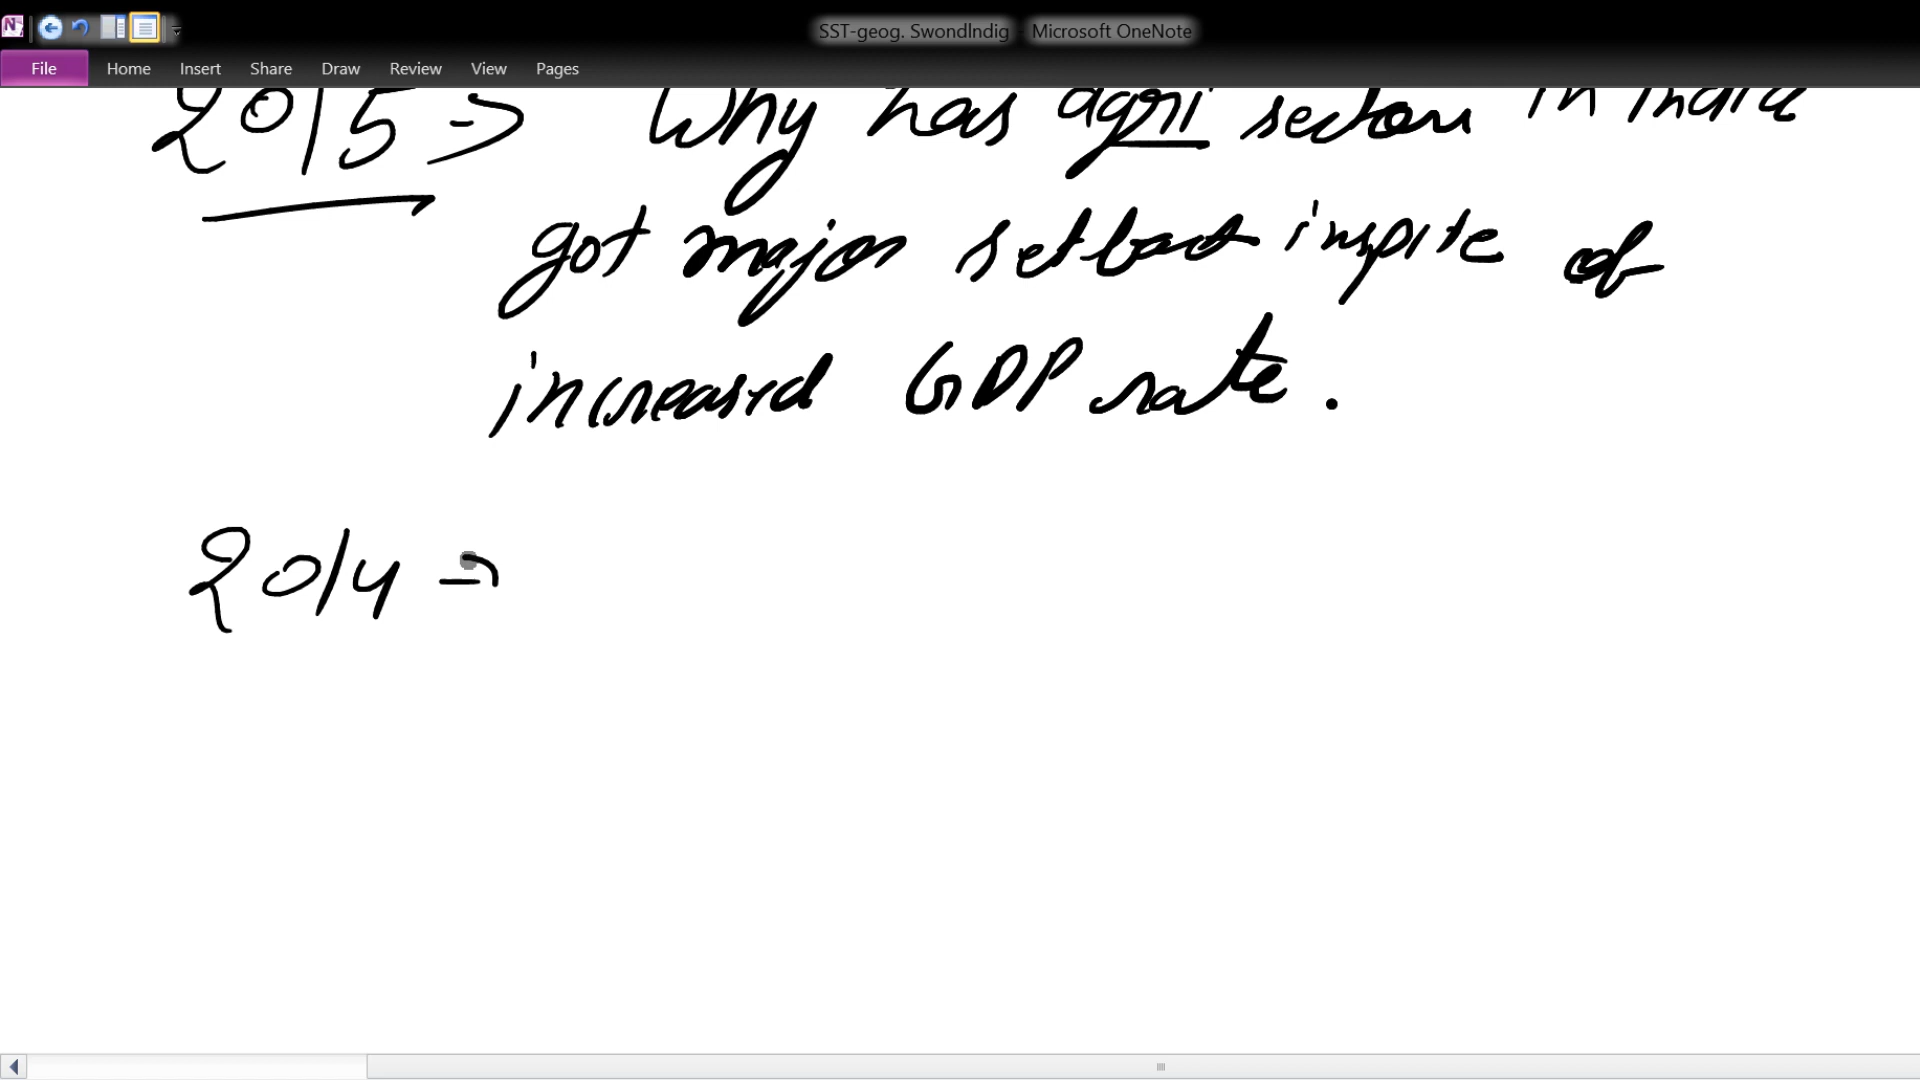 SST-geog. SwondIndig - Microsoft OneNote
File Home Insert Share Draw Review View Pages
2015 => Why has agri sector in India
got major setback inspite of
increased GDP rate.
2014 =>